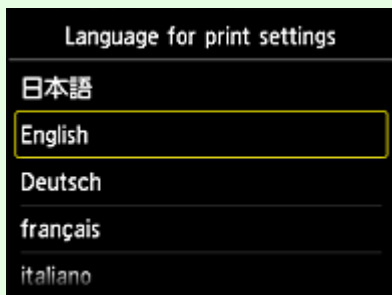 Language for print settings
日本語
English
Deutsch
français
italiano